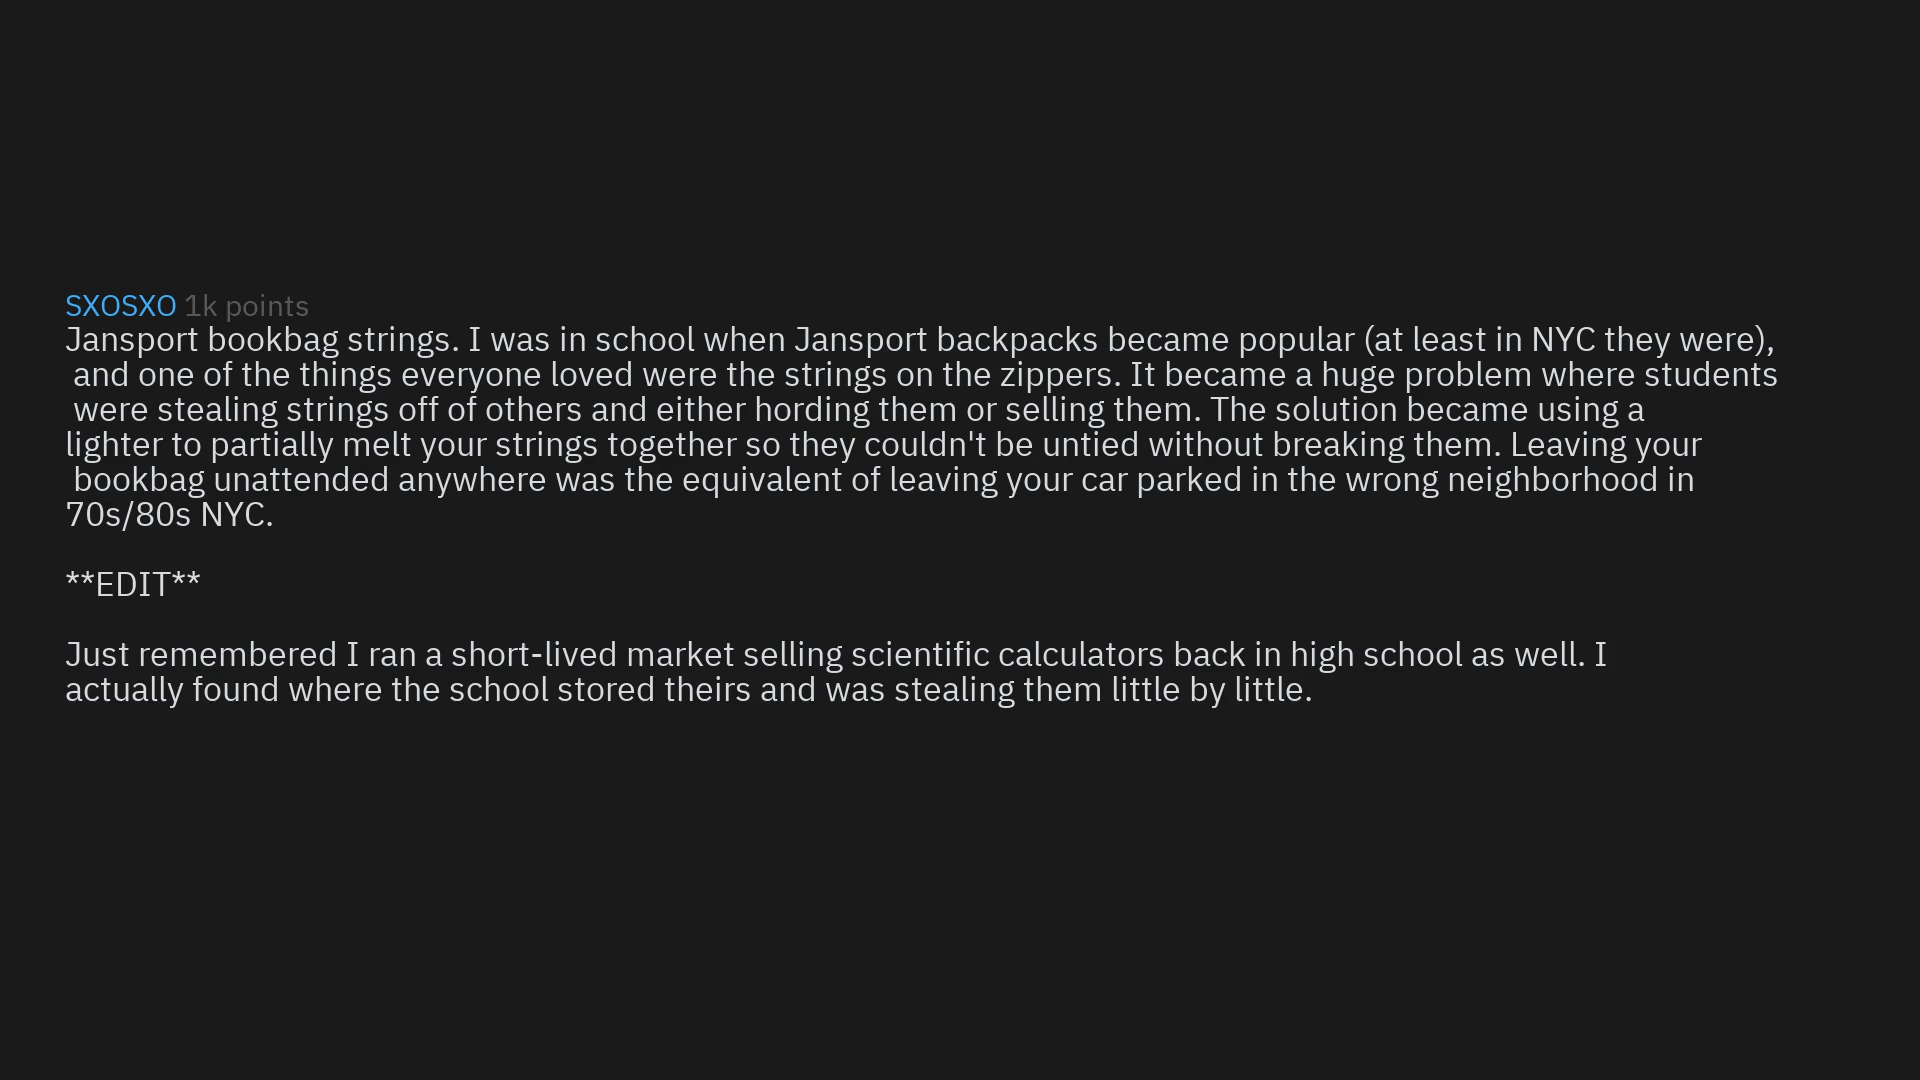 SXOSXO 1k points
Jansport bookbag strings. I was in school when Jansport backpacks became popular (at least in NYC they were),
and one of the things everyone loved were the strings on the zippers. It became a huge problem where students
were stealing strings off of others and either hording them or selling them. The solution became using a
lighter to partially melt your strings together so they couldn't be untied without breaking them. Leaving your
bookbag unattended anywhere was the equivalent of leaving your car parked in the wrong neighborhood in
70s/80s NYC.
**EDIT**
Just remembered I ran a short-lived market selling scientific calculators back in high school as well. I
actually found where the school stored theirs and was stealing them little by little.